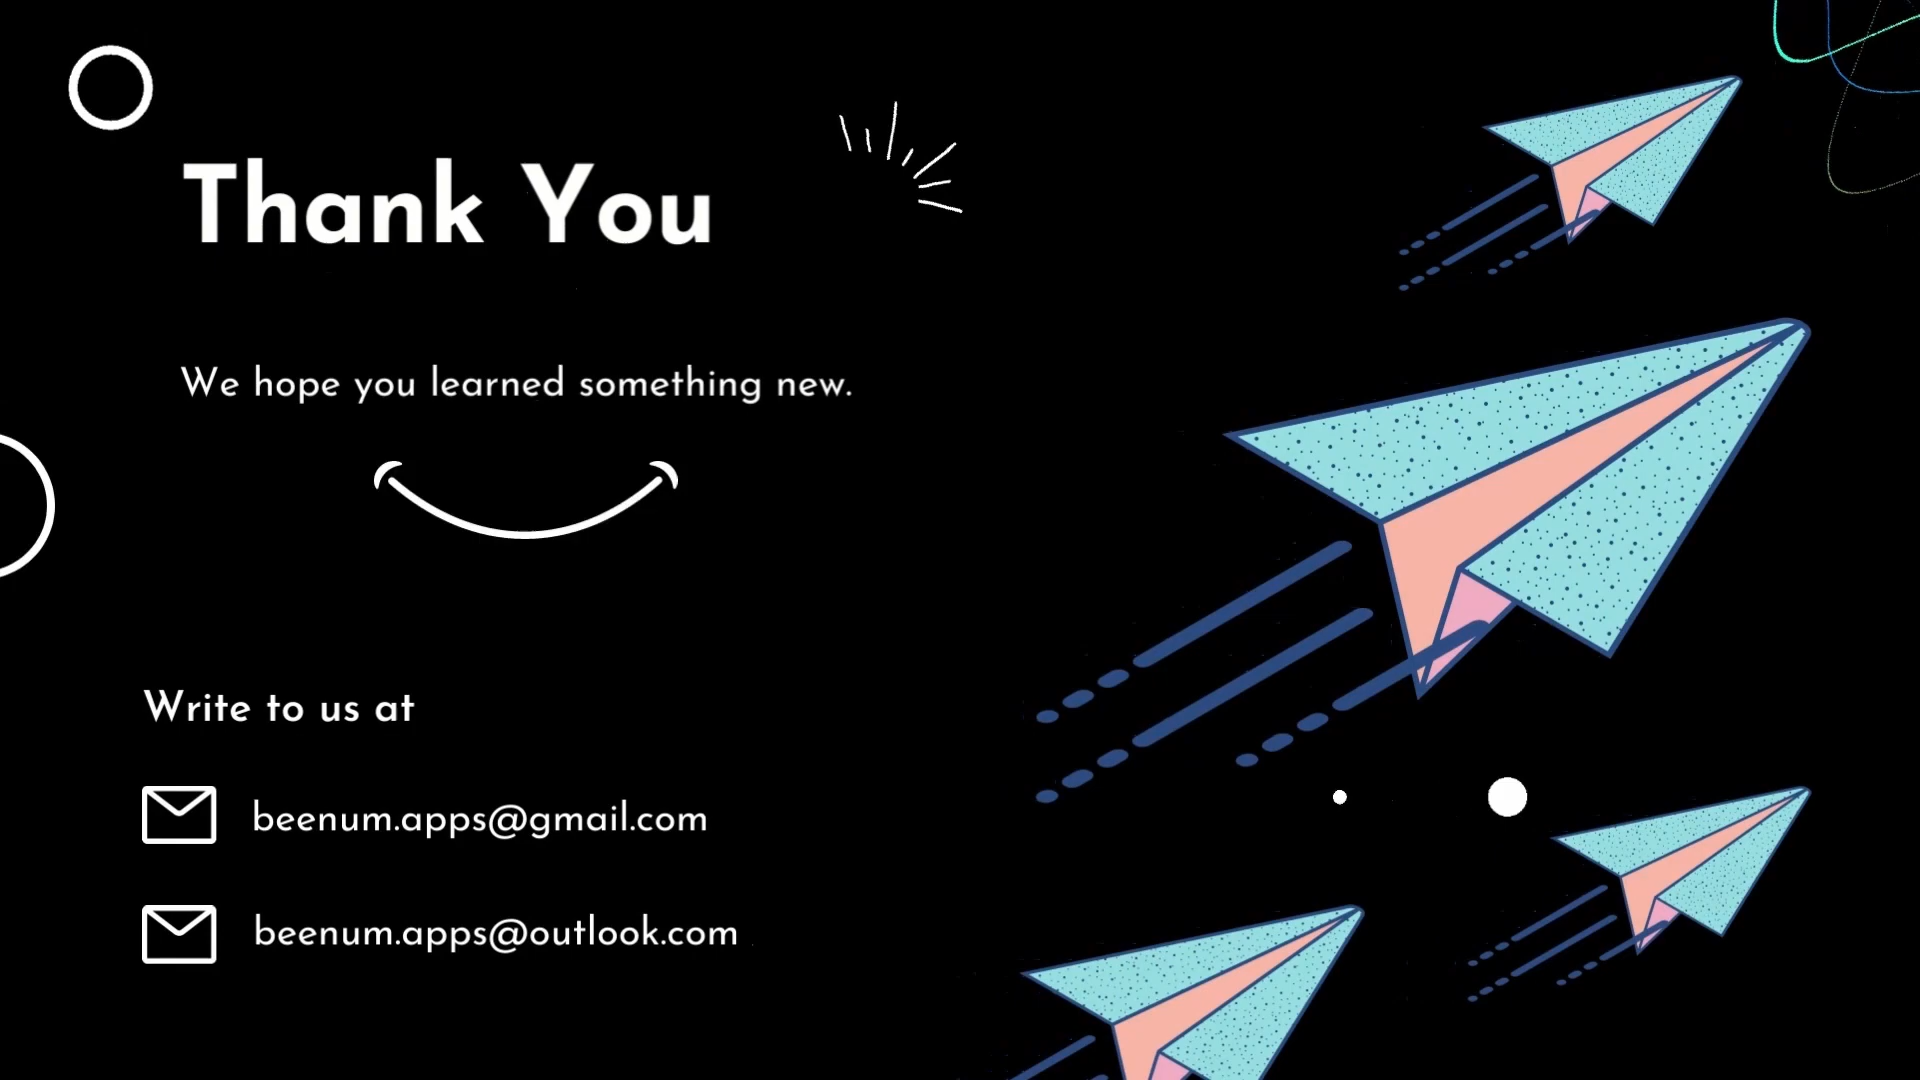 Thank You
We hope you learned something new.
Write to us at
beenum.apps@gmail.com
beenum.apps@outlook.com